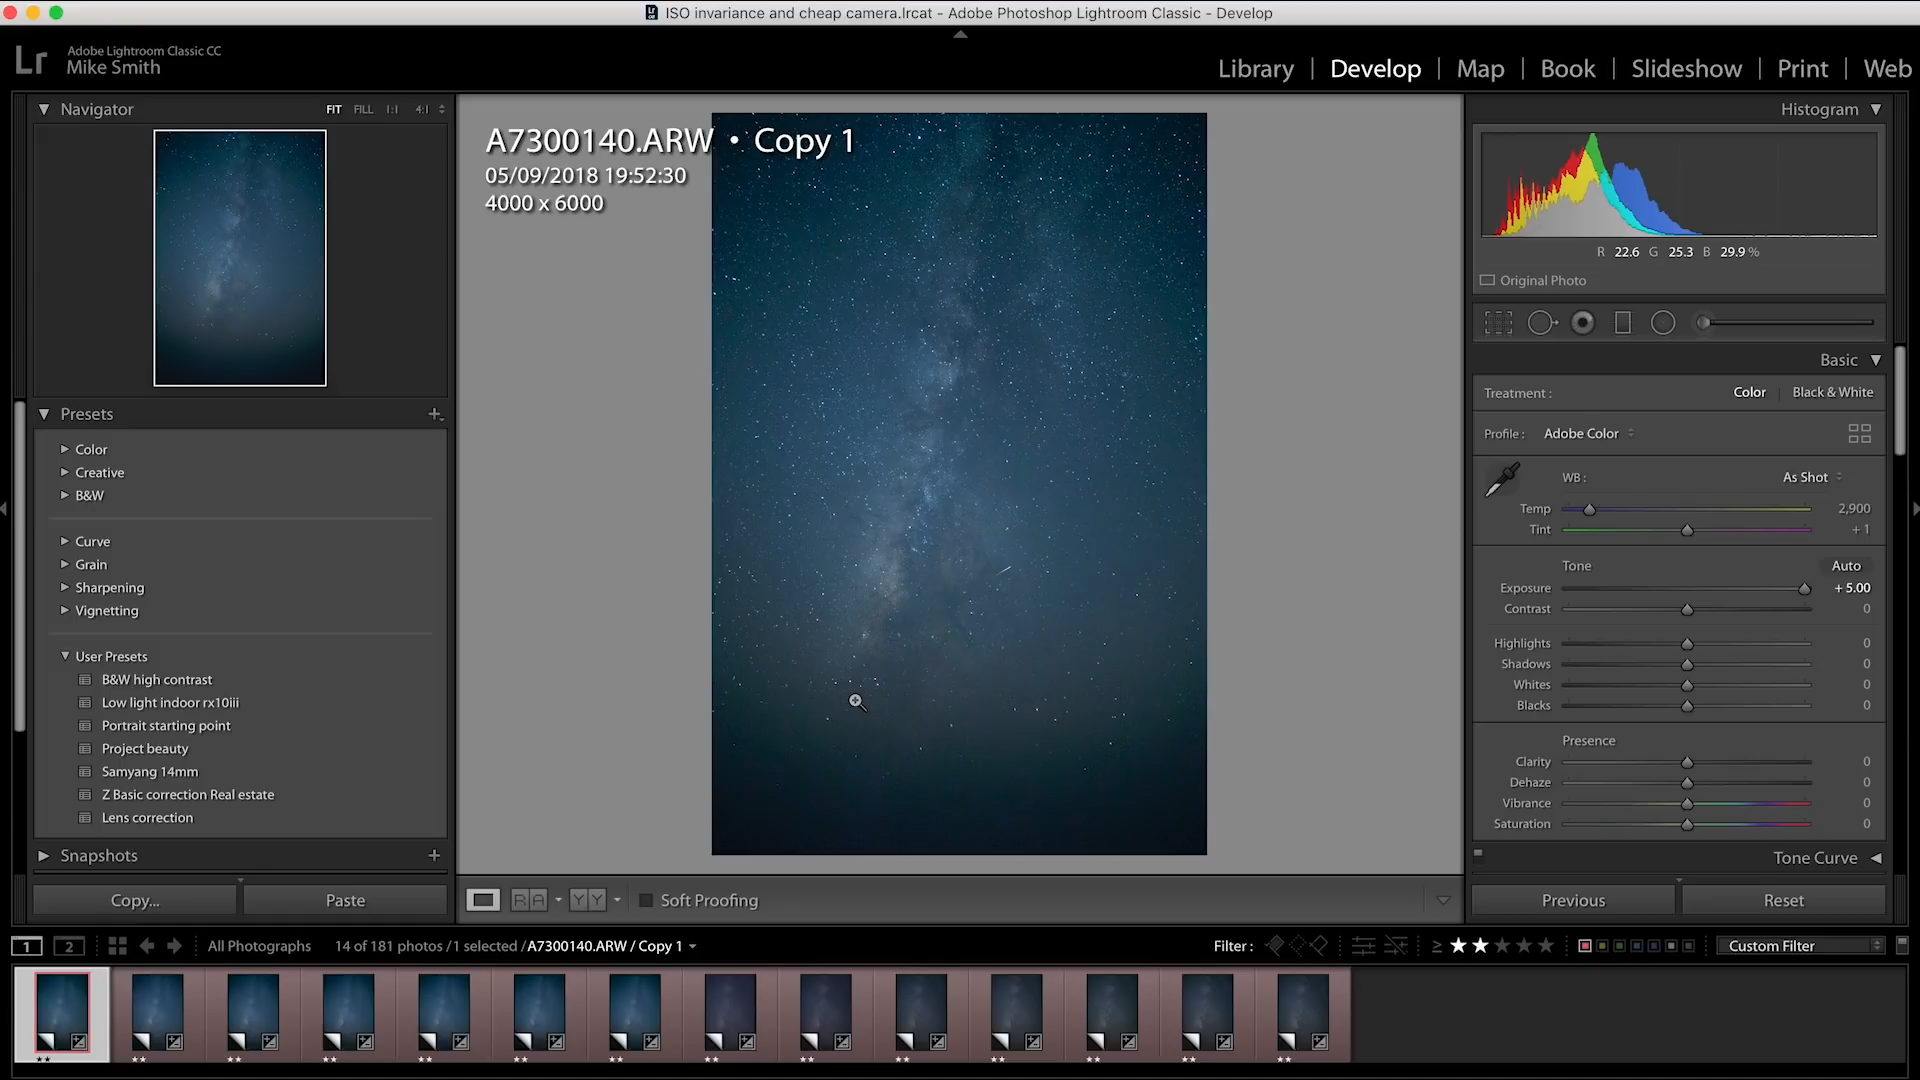 ISO invariance and cheap camera.lrcat - Adobe Photoshop Lightroom Classic - Develop
Lr
Adobe Lightroom Classic CC
Mike Smith
Library | Develop | Map | Book | Slideshow | Print | Web
Navigator FIT FILL 1:1 4:1
Presets
Color
Creative
B&W
Curve
Grain
Sharpening
Vignetting
User Presets
B&W high contrast
Low light indoor rx10iii
Portrait starting point
Project beauty
Samyang 14mm
Z Basic correction Real estate
Lens correction
Snapshots
Copy... Paste
A7300140.ARW • Copy 1
05/09/2018 19:52:30
4000 x 6000
R A Y Y Soft Proofing
Histogram
R 22.6 G 25.3 B 29.9 %
Original Photo
Basic
Treatment : Color Black & White
Profile : Adobe Color
WB : As Shot
Temp 2,900
Tint + 1
Tone Auto
Exposure + 5.00
Contrast 0
Highlights 0
Shadows 0
Whites 0
Blacks 0
Presence
Clarity 0
Dehaze 0
Vibrance 0
Saturation 0
Tone Curve
Previous Reset
1 2 All Photographs 14 of 181 photos / 1 selected / A7300140.ARW / Copy 1 Filter : ≥ ★★★★★ Custom Filter